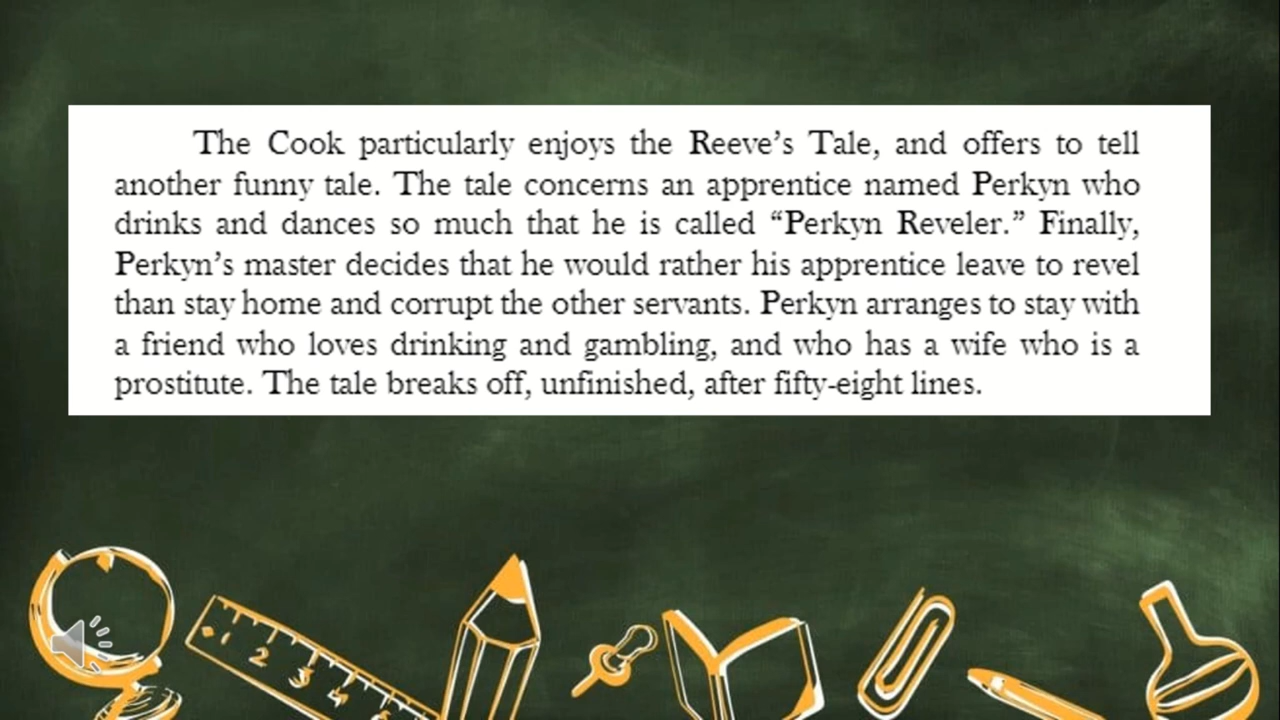 The Cook particularly enjoys the Reeve’s Tale, and offers to tell
another funny tale. The tale concerns an apprentice named Perkyn who
drinks and dances so much that he is called “Perkyn Reveler.” Finally,
Perkyn’s master decides that he would rather his apprentice leave to revel
than stay home and corrupt the other servants. Perkyn arranges to stay with
a friend who loves drinking and gambling, and who has a wife who is a
prostitute. The tale breaks off, unfinished, after fifty-eight lines.
1 2 3 4